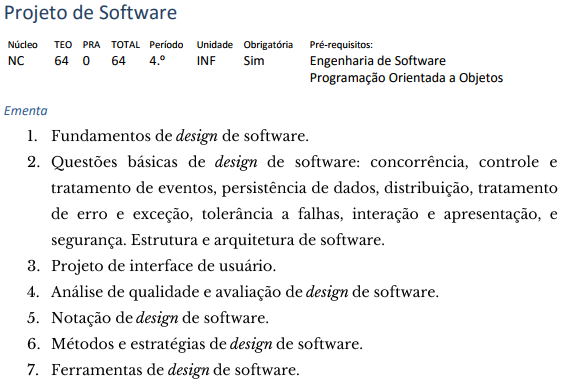 Projeto de Software
Núcleo TEO PRA TOTAL Período Unidade Obrigatória Pré-requisitos:
NC 64 0 64 4.º INF Sim Engenharia de Software
Programação Orientada a Objetos
Ementa
1. Fundamentos de design de software.
2. Questões básicas de design de software: concorrência, controle e
tratamento de eventos, persistência de dados, distribuição, tratamento
de erro e exceção, tolerância a falhas, interação e apresentação, e
segurança. Estrutura e arquitetura de software.
3. Projeto de interface de usuário.
4. Análise de qualidade e avaliação de design de software.
5. Notação de design de software.
6. Métodos e estratégias de design de software.
7. Ferramentas de design de software.